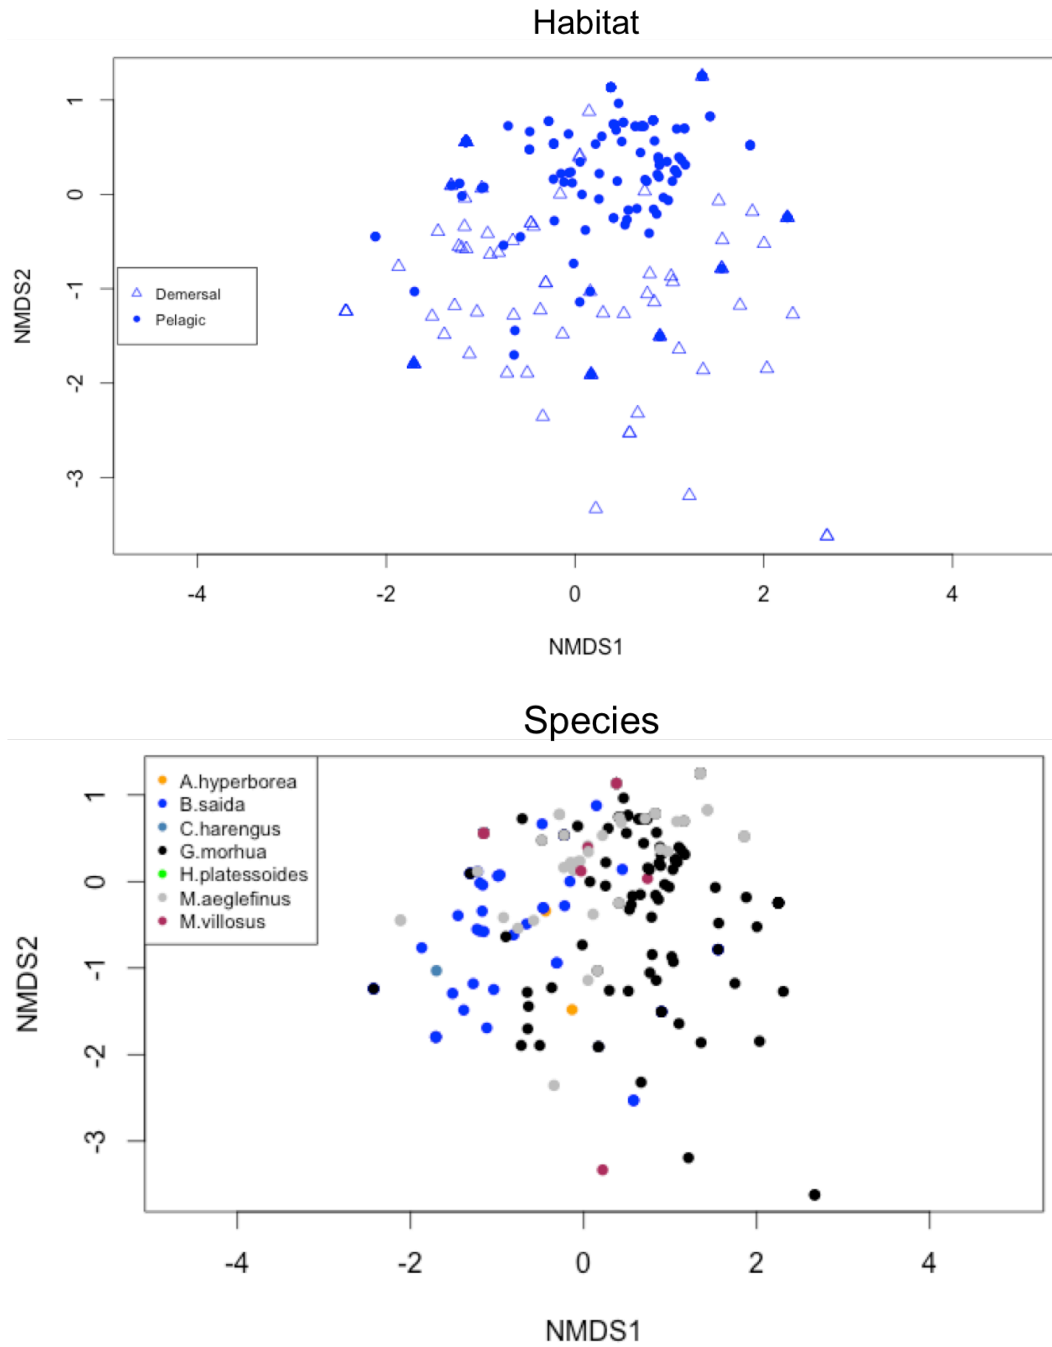 Habitat
1
0
-1
-2
-3
NMDS2
Demersal
Pelagic
-4 -2 0 2 4
NMDS1
Species
A.hyperborea
B.saida
C.harengus
G.morhua
H.platessoides
M.aeglefinus
M.villosus
1
0
-1
-2
-3
NMDS2
-4 -2 0 2 4
NMDS1